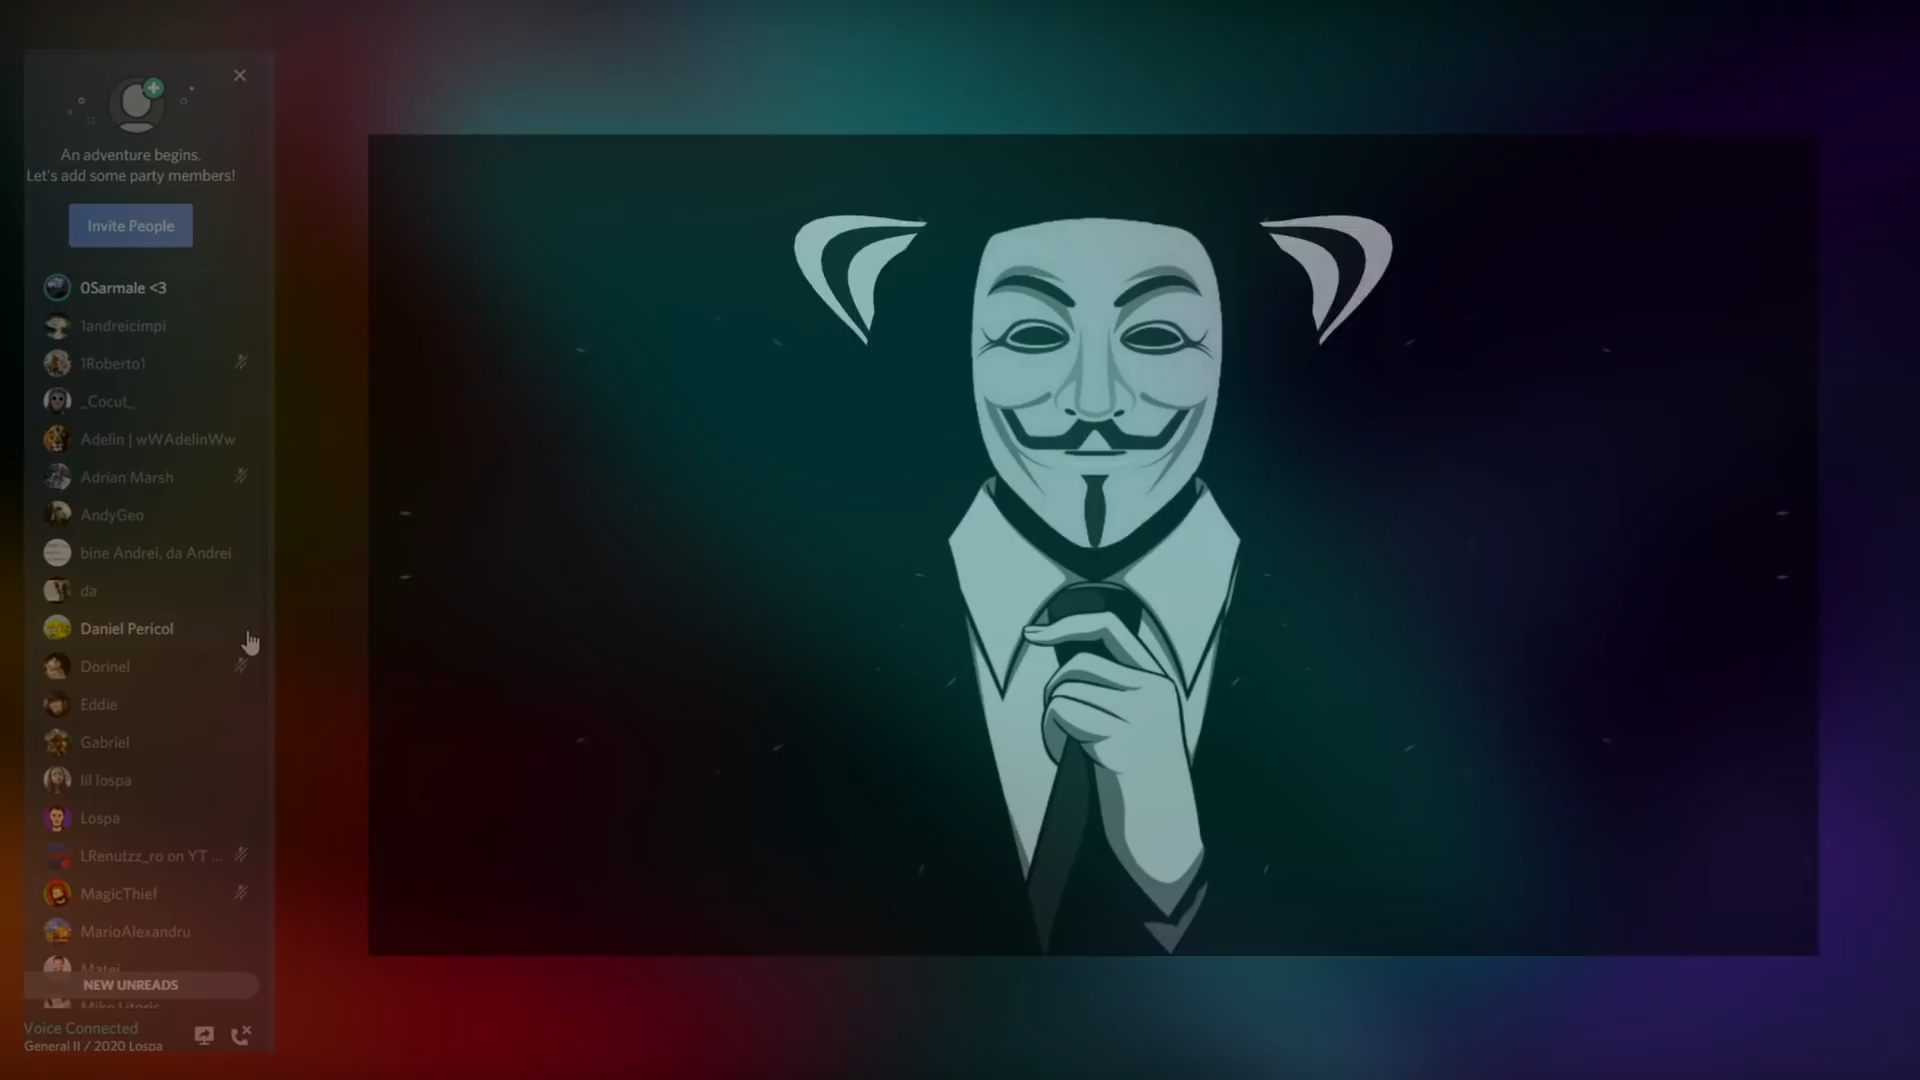 An adventure begins.
Let's add some party members!
Invite People
0Sarmale <3
1andreicimpi
1Roberto1
_Cocut_
Adelin | wWAdelinWw
Adrian Marsh
AndyGeo
bine Andrei, da Andrei
da
Daniel Pericol
Dorinel
Eddie
Gabriel
lil lospa
Lospa
LRenutzz_ro on YT ...
MagicThief
MarioAlexandru
Matei
NEW UNREADS
Voice Connected
General II / 2020 Lospa